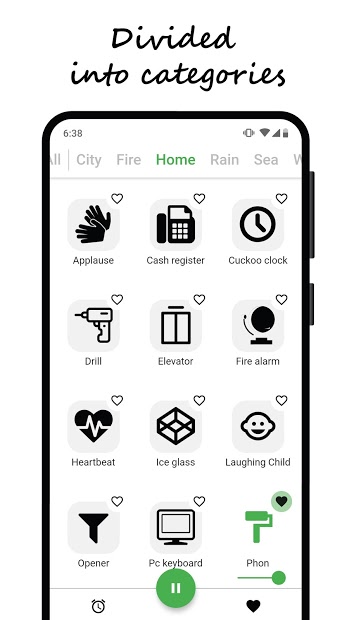 Divided
into categories
6:38
All City Fire Home Rain Sea W
Applause Cash register Cuckoo clock
Drill Elevator Fire alarm
Heartbeat Ice glass Laughing Child
Opener Pc keyboard Phon